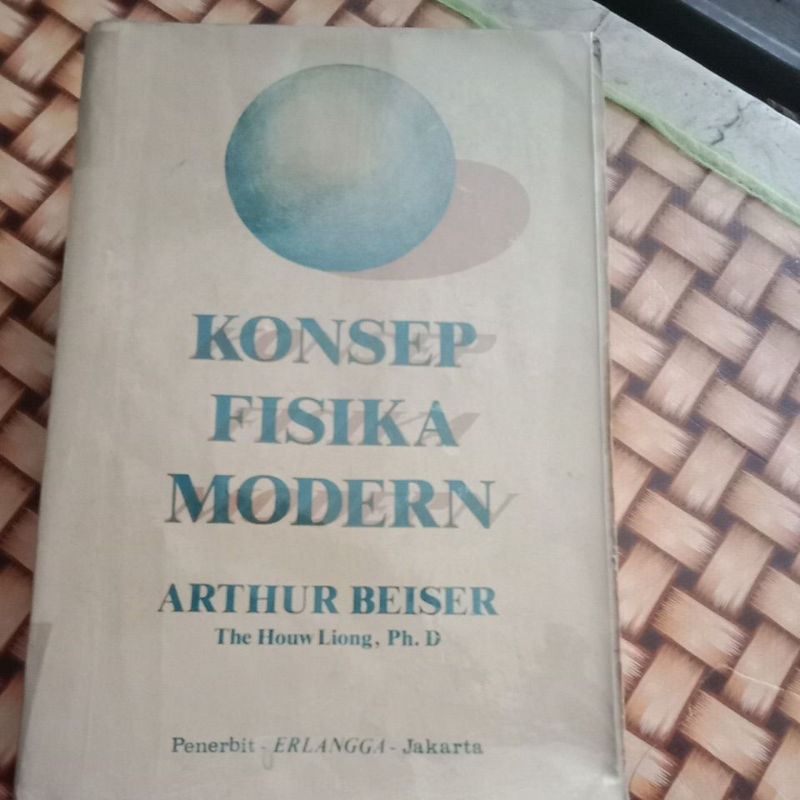 KONSEP
FISIKA
MODERN
ARTHUR BEISER
The Houw Liong, Ph. D
Penerbit - ERLANGGA - Jakarta